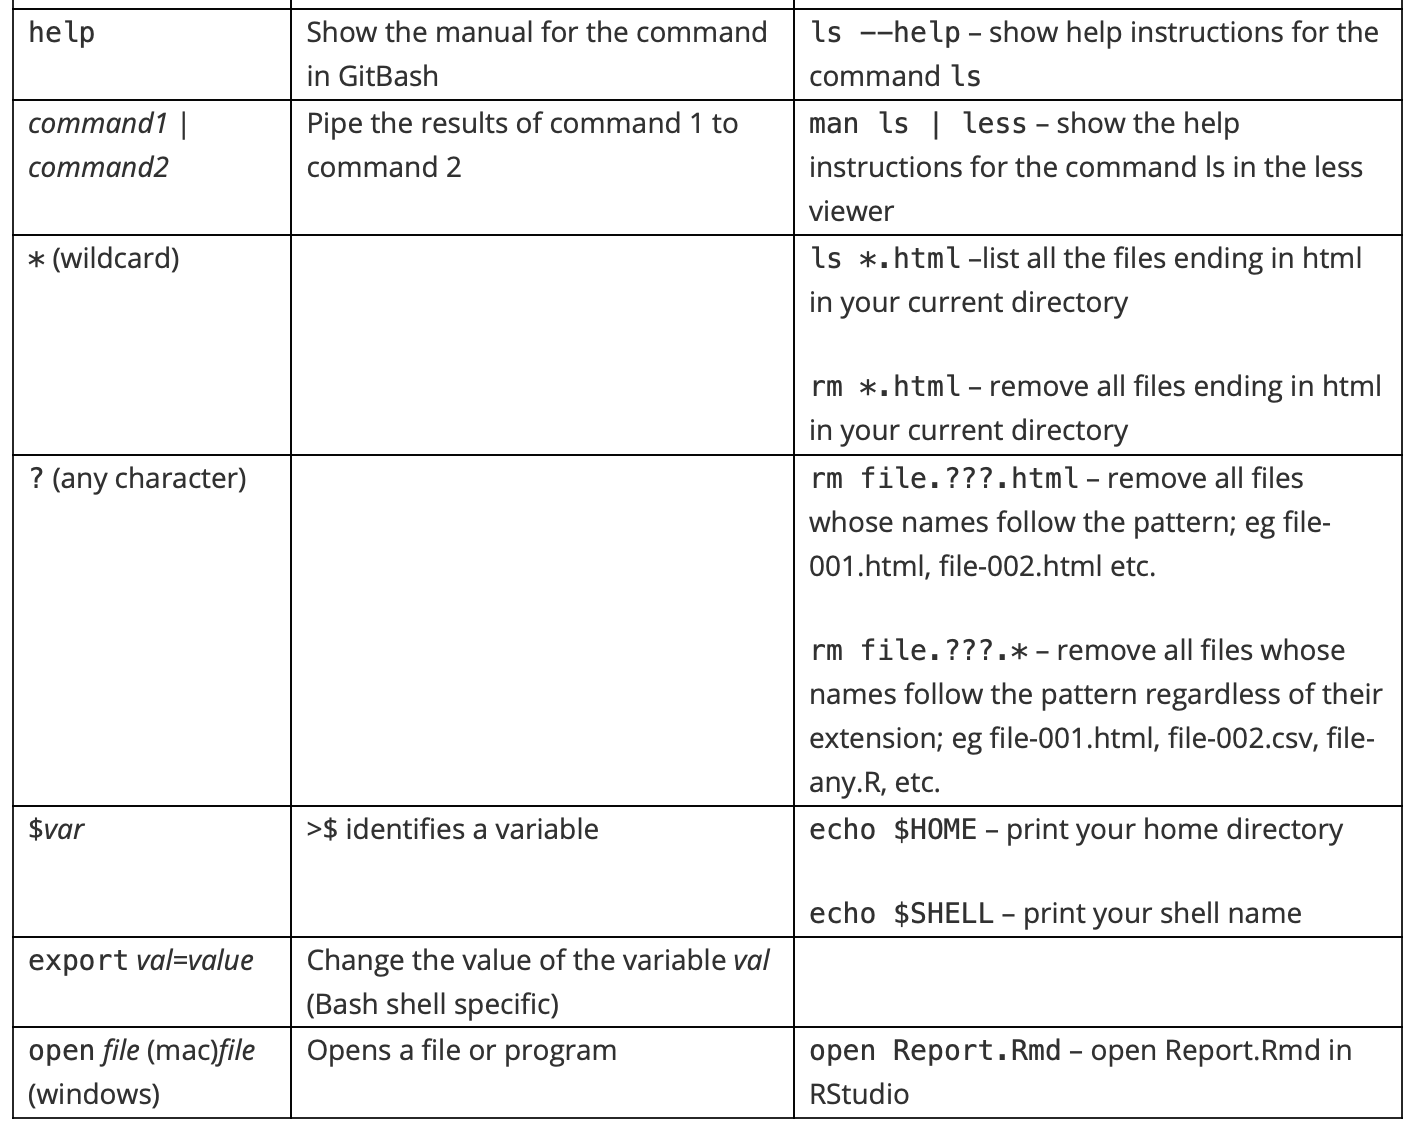 help
Show the manual for the command
in GitBash
ls --help – show help instructions for the
command ls
command1 |
command2
Pipe the results of command 1 to
command 2
man ls | less – show the help
instructions for the command ls in the less
viewer
* (wildcard)
ls *.html –list all the files ending in html
in your current directory
rm *.html – remove all files ending in html
in your current directory
? (any character)
rm file.???.html – remove all files
whose names follow the pattern; eg file-
001.html, file-002.html etc.
rm file.???.* – remove all files whose
names follow the pattern regardless of their
extension; eg file-001.html, file-002.csv, file-
any.R, etc.
$var
>$ identifies a variable
echo $HOME – print your home directory
echo $SHELL – print your shell name
export val=value
Change the value of the variable val
(Bash shell specific)
open file (mac)file
(windows)
Opens a file or program
open Report.Rmd – open Report.Rmd in
RStudio